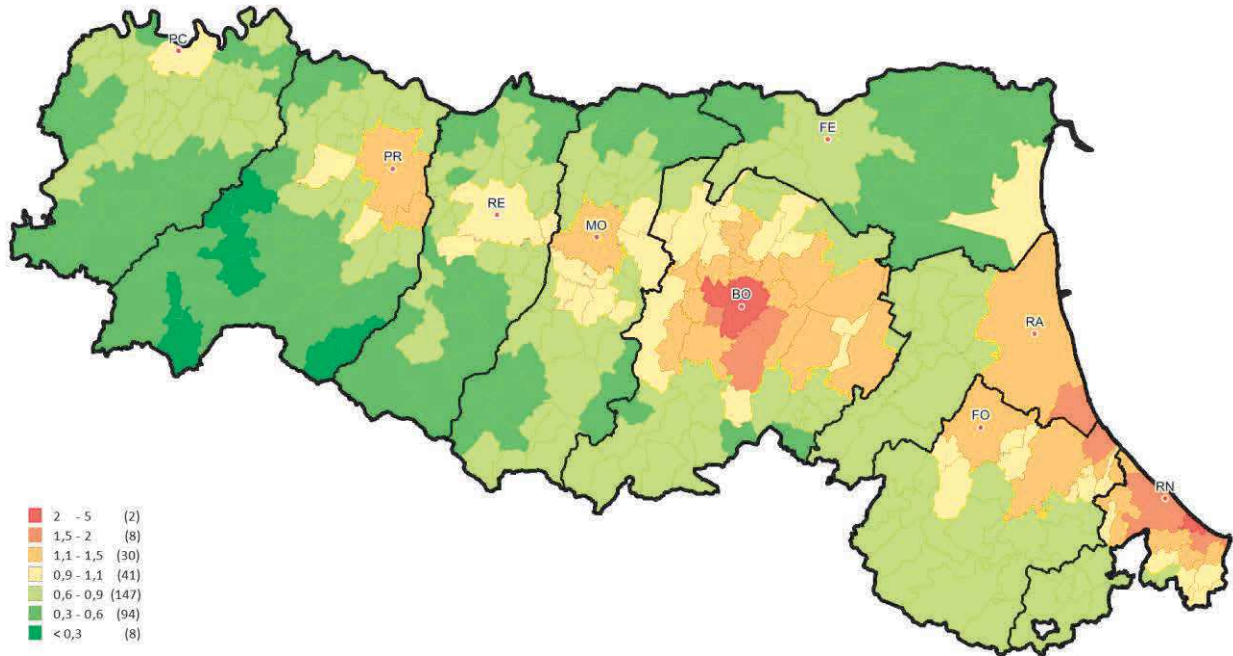 PC
FE
PR
RE
MO
BO
RA
FO
RN
2 - 5 (2)
1,5 - 2 (8)
1,1 - 1,5 (30)
0,9 - 1,1 (41)
0,6 - 0,9 (147)
0,3 - 0,6 (94)
< 0,3 (8)